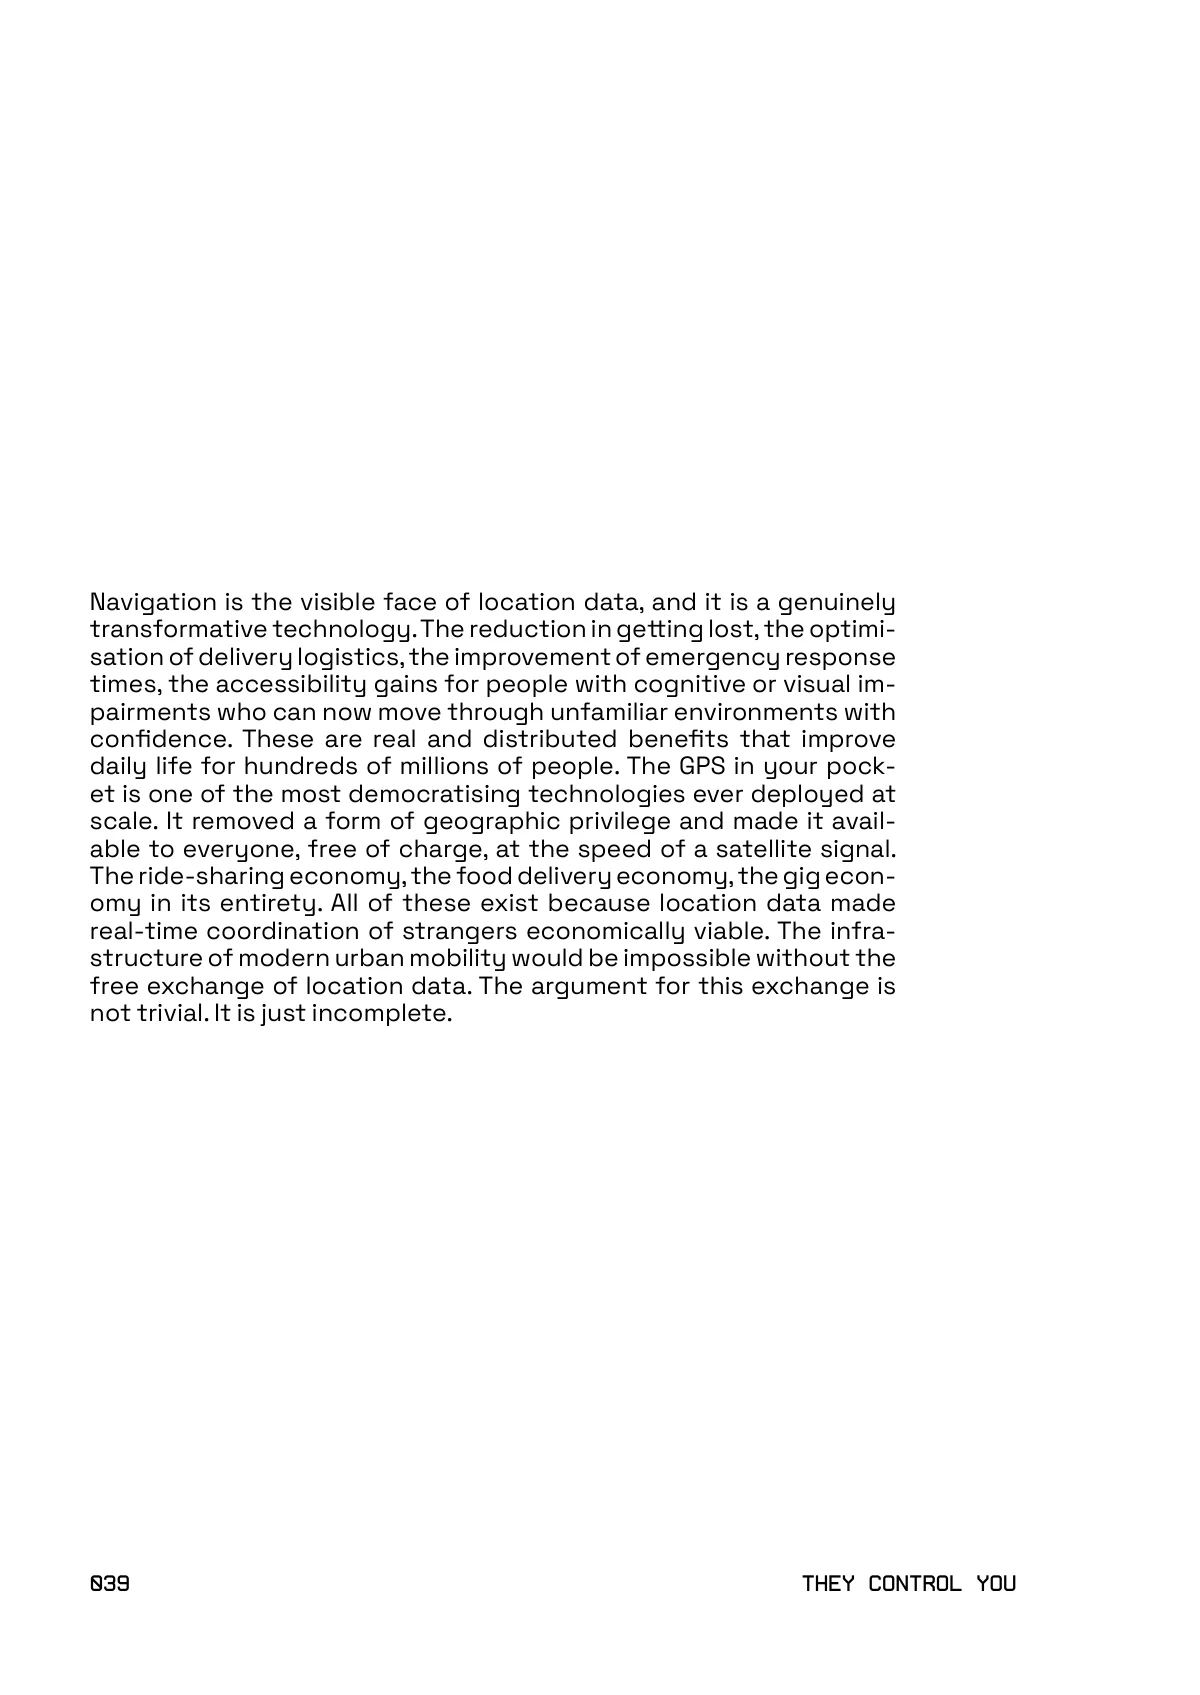 Navigation is the visible face of location data, and it is a genuinely
transformative technology. The reduction in getting lost, the optimi-
sation of delivery logistics, the improvement of emergency response
times, the accessibility gains for people with cognitive or visual im-
pairments who can now move through unfamiliar environments with
confidence. These are real and distributed benefits that improve
daily life for hundreds of millions of people. The GPS in your pock-
et is one of the most democratising technologies ever deployed at
scale. It removed a form of geographic privilege and made it avail-
able to everyone, free of charge, at the speed of a satellite signal.
The ride-sharing economy, the food delivery economy, the gig econ-
omy in its entirety. All of these exist because location data made
real-time coordination of strangers economically viable. The infra-
structure of modern urban mobility would be impossible without the
free exchange of location data. The argument for this exchange is
not trivial. It is just incomplete.
039
THEY CONTROL YOU